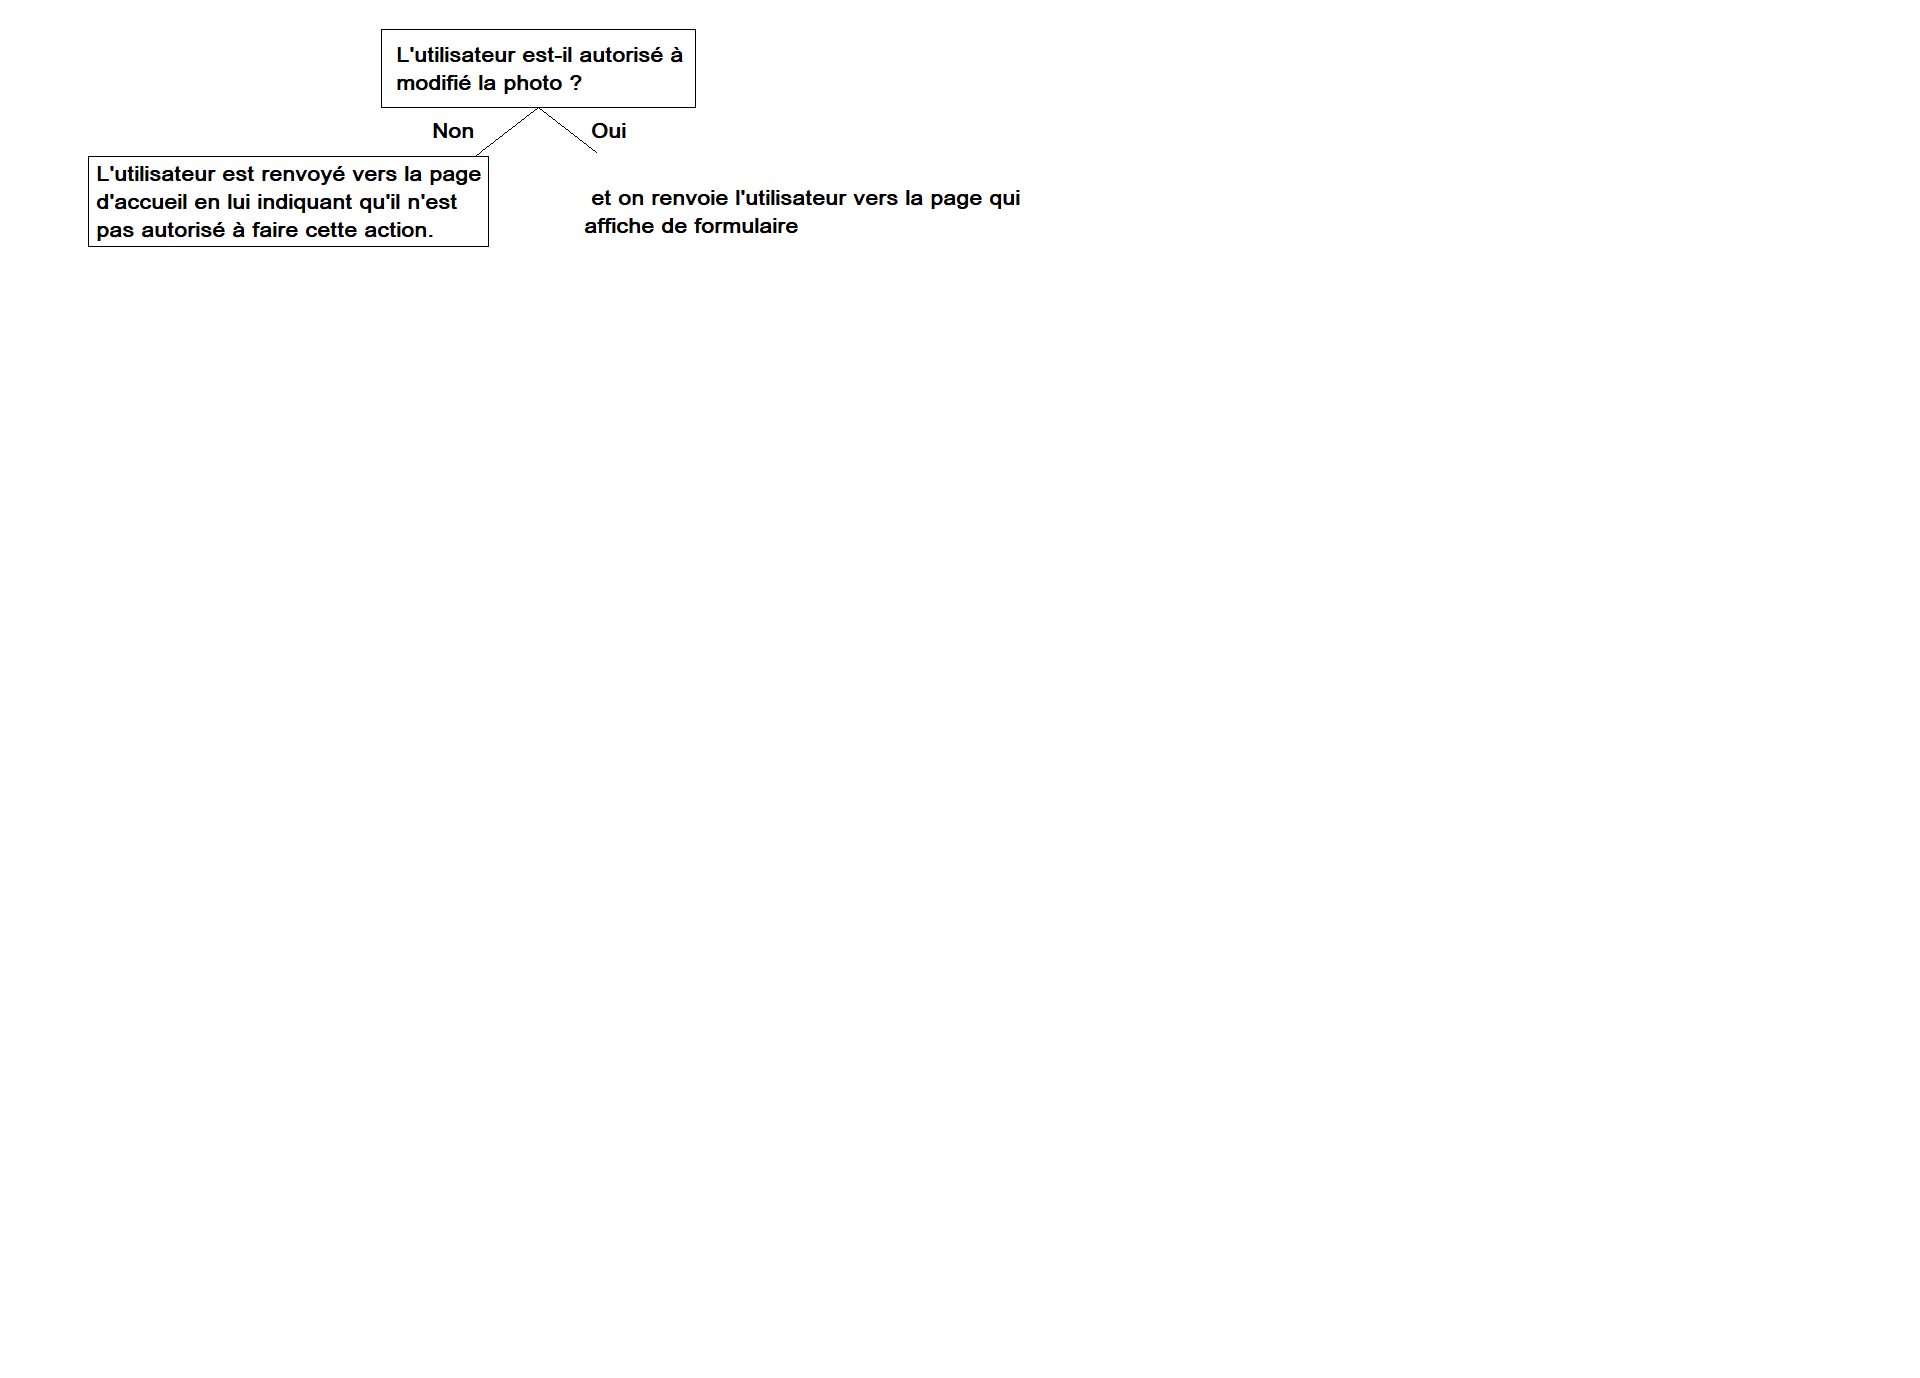 L'utilisateur est-il autorisé à
modifié la photo ?
Non
Oui
L'utilisateur est renvoyé vers la page
d'accueil en lui indiquant qu'il n'est
pas autorisé à faire cette action.
et on renvoie l'utilisateur vers la page qui
affiche de formulaire